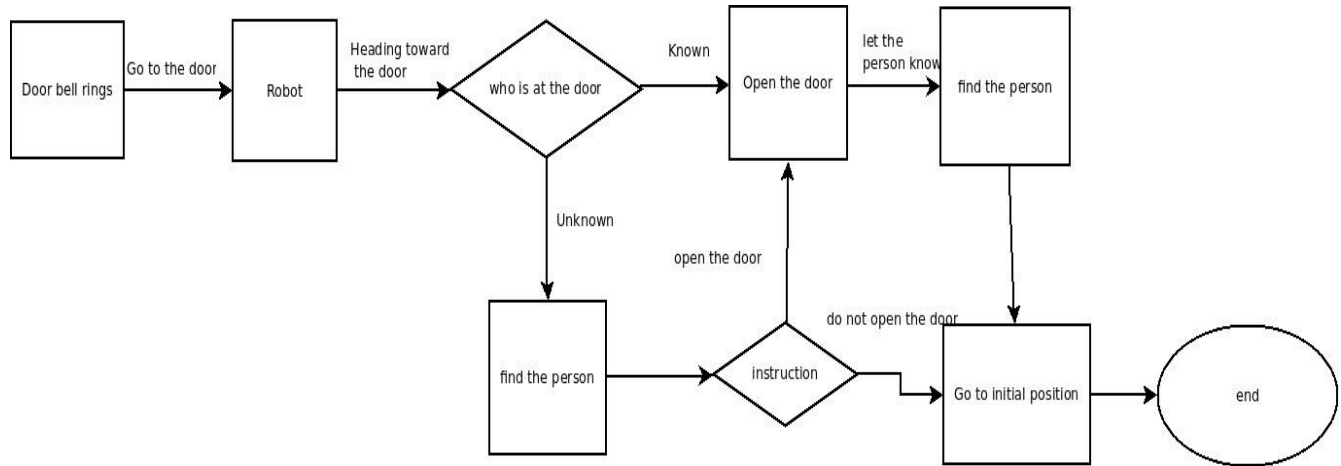 Door bell rings
Go to the door
Robot
Heading toward
the door
who is at the door
Known
Open the door
let the
person know
find the person
Unknown
open the door
do not open the door
find the person
instruction
Go to initial position
end